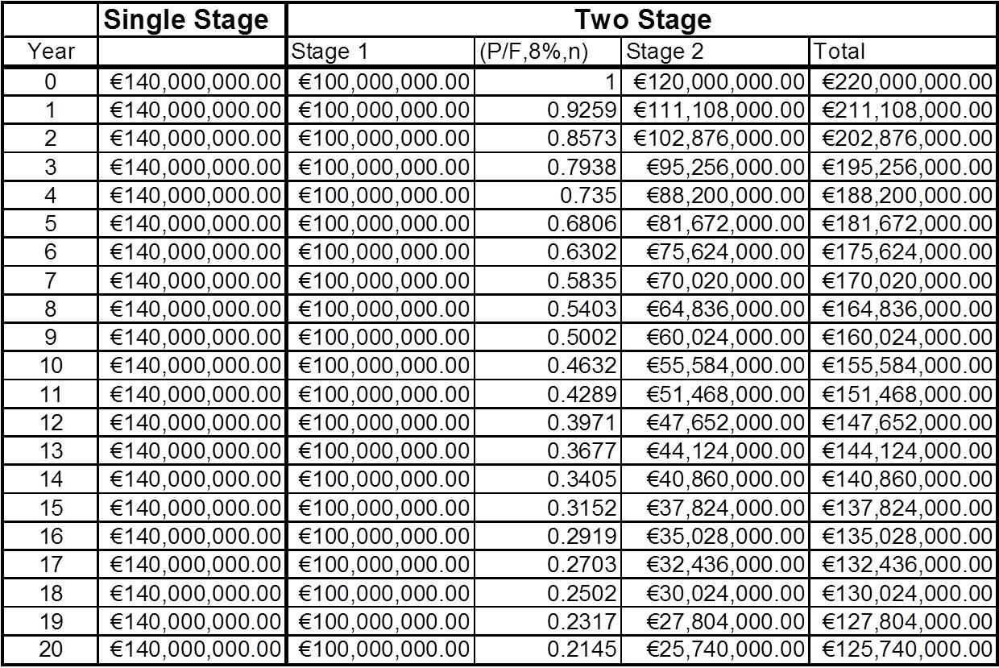 Single Stage Two Stage
Year Stage 1 (P/F,8%,n) Stage 2 Total
0 €140,000,000.00 €100,000,000.00 1 €120,000,000.00 €220,000,000.00
1 €140,000,000.00 €100,000,000.00 0.9259 €111,108,000.00 €211,108,000.00
2 €140,000,000.00 €100,000,000.00 0.8573 €102,876,000.00 €202,876,000.00
3 €140,000,000.00 €100,000,000.00 0.7938 €95,256,000.00 €195,256,000.00
4 €140,000,000.00 €100,000,000.00 0.735 €88,200,000.00 €188,200,000.00
5 €140,000,000.00 €100,000,000.00 0.6806 €81,672,000.00 €181,672,000.00
6 €140,000,000.00 €100,000,000.00 0.6302 €75,624,000.00 €175,624,000.00
7 €140,000,000.00 €100,000,000.00 0.5835 €70,020,000.00 €170,020,000.00
8 €140,000,000.00 €100,000,000.00 0.5403 €64,836,000.00 €164,836,000.00
9 €140,000,000.00 €100,000,000.00 0.5002 €60,024,000.00 €160,024,000.00
10 €140,000,000.00 €100,000,000.00 0.4632 €55,584,000.00 €155,584,000.00
11 €140,000,000.00 €100,000,000.00 0.4289 €51,468,000.00 €151,468,000.00
12 €140,000,000.00 €100,000,000.00 0.3971 €47,652,000.00 €147,652,000.00
13 €140,000,000.00 €100,000,000.00 0.3677 €44,124,000.00 €144,124,000.00
14 €140,000,000.00 €100,000,000.00 0.3405 €40,860,000.00 €140,860,000.00
15 €140,000,000.00 €100,000,000.00 0.3152 €37,824,000.00 €137,824,000.00
16 €140,000,000.00 €100,000,000.00 0.2919 €35,028,000.00 €135,028,000.00
17 €140,000,000.00 €100,000,000.00 0.2703 €32,436,000.00 €132,436,000.00
18 €140,000,000.00 €100,000,000.00 0.2502 €30,024,000.00 €130,024,000.00
19 €140,000,000.00 €100,000,000.00 0.2317 €27,804,000.00 €127,804,000.00
20 €140,000,000.00 €100,000,000.00 0.2145 €25,740,000.00 €125,740,000.00